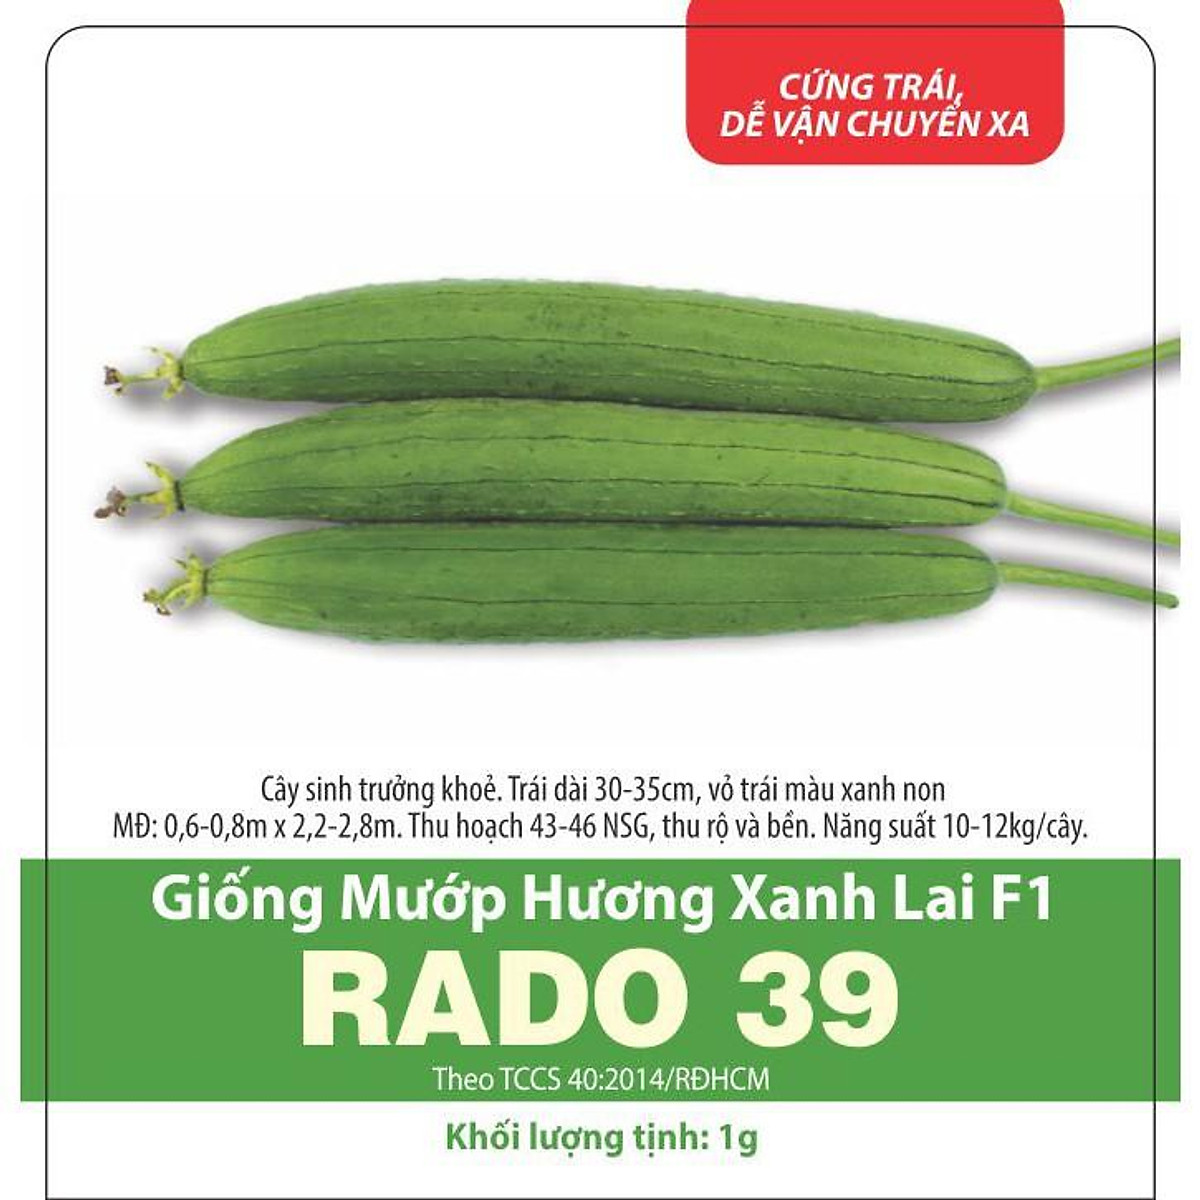 CỨNG TRÁI,
DỄ VẬN CHUYỂN XA
Cây sinh trưởng khoẻ. Trái dài 30-35cm, vỏ trái màu xanh non
MĐ: 0,6-0,8m x 2,2-2,8m. Thu hoạch 43-46 NSG, thu rộ và bền. Năng suất 10-12kg/cây.
Giống Mướp Hương Xanh Lai F1
RADO 39
Theo TCCS 40:2014/RĐHCM
Khối lượng tịnh: 1g